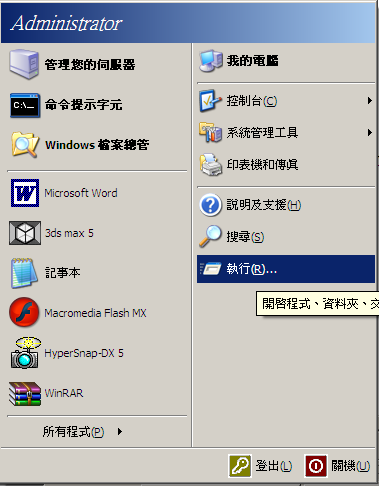 Administrator
管理您的伺服器
命令提示字元
C:\_
Windows 檔案總管
Microsoft Word
3ds max 5
記事本
Macromedia Flash MX
HyperSnap-DX 5
WinRAR
所有程式(P)
我的電腦
控制台(C)
系統管理工具
印表機和傳真
說明及支援(H)
搜尋(S)
執行(R)...
開啓程式、資料夾、交
登出(L)
關機(U)